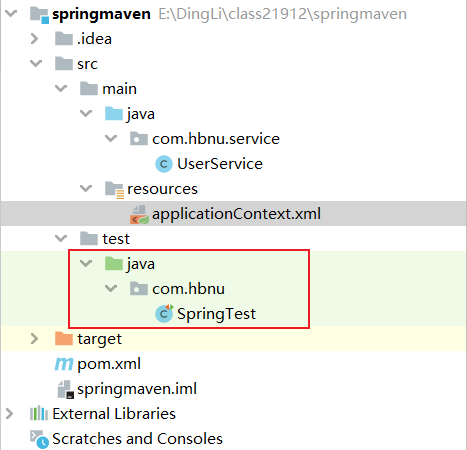 springmaven E:\DingLi\class21912\springmaven
.idea
src
main
java
com.hbnu.service
UserService
resources
applicationContext.xml
test
java
com.hbnu
SpringTest
target
pom.xml
springmaven.iml
External Libraries
Scratches and Consoles